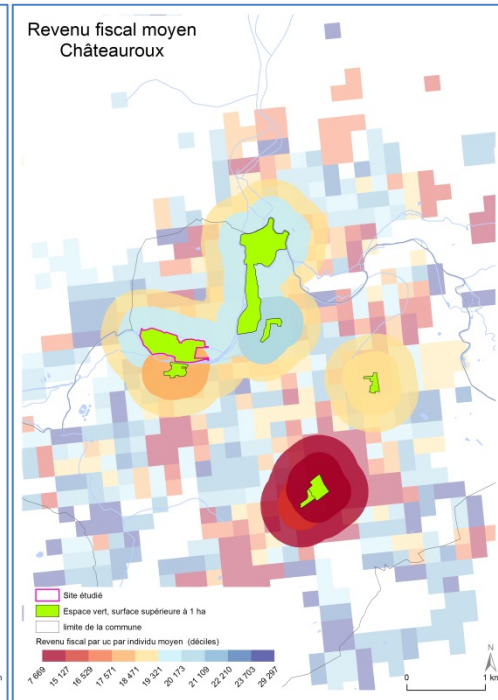 Revenu fiscal moyen
Châteauroux
Site étudié
Espace vert, surface supérieure à 1 ha
limite de la commune
Revenu fiscal par uc par individu moyen (déciles)
7 669
15 127
16 529
17 571
18 471
19 321
20 173
21 109
22 210
23 703
29 297
N
0
1 km